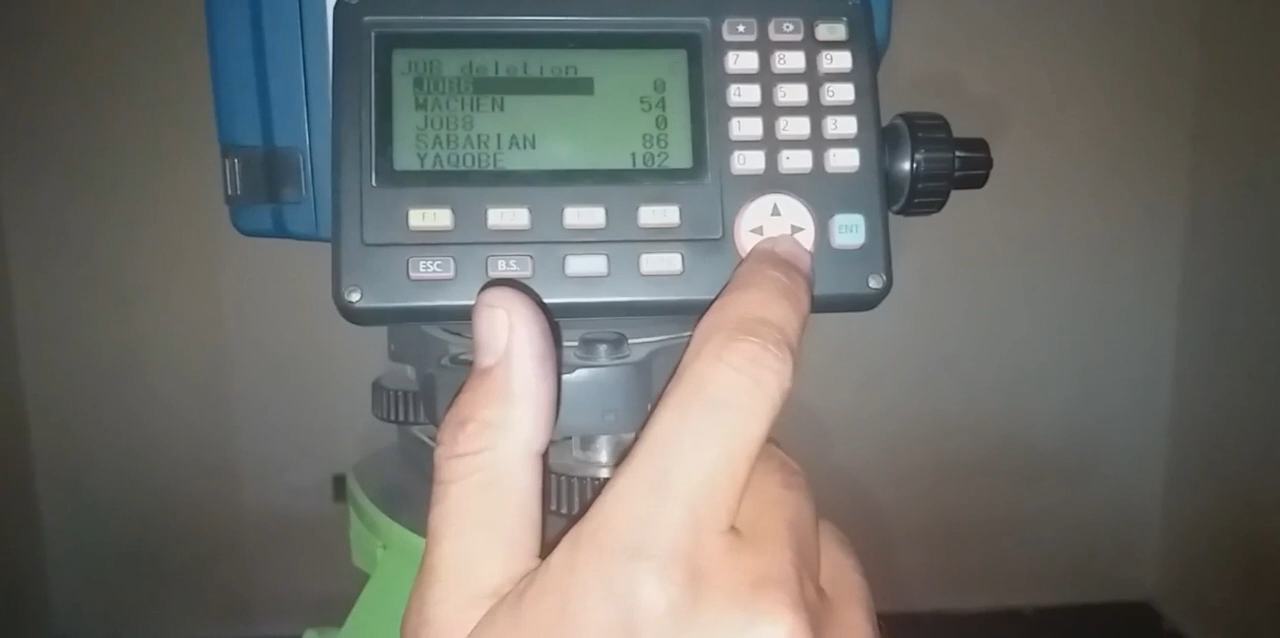 JOB deletion
JOB6 0
MACHEN 54
JOB8 0
SABARIAN 86
YAQOBE 102
7 8 9
4 5 6
1 2 3
0 .
F1 F2 F3 F4
ENT
ESC B.S. FUNC